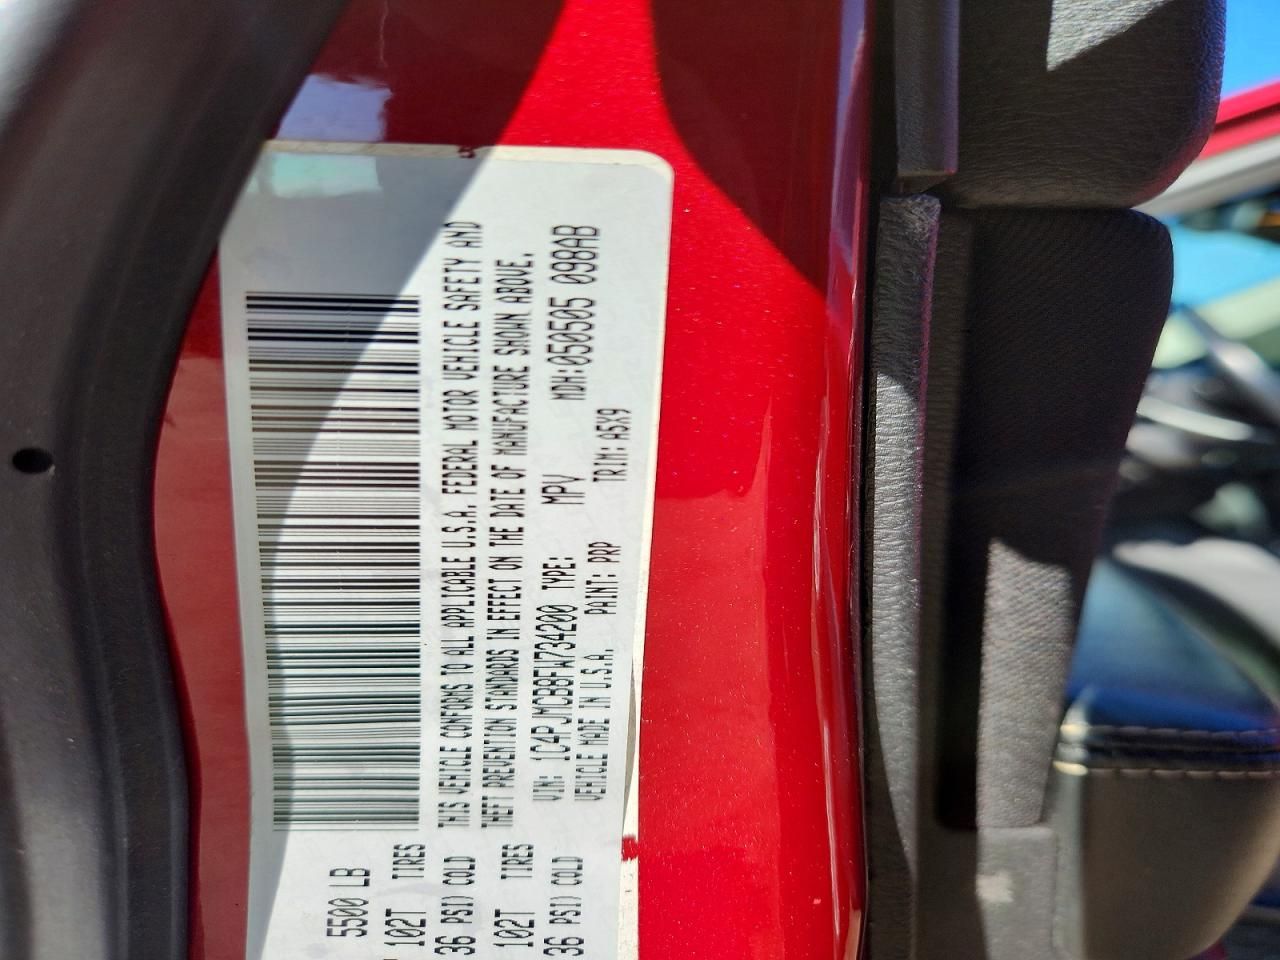 5500 LB
102T TIRES
36 PSI) COLD
102T TIRES
36 PSI) COLD
THIS VEHICLE CONFORMS TO ALL APPLICABLE U.S.A. FEDERAL MOTOR VEHICLE SAFETY AND
THEFT PREVENTION STANDARDS IN EFFECT ON THE DATE OF MANUFACTURE SHOWN ABOVE.
VIN: 1C4PJMCB8FW734200 TYPE: MPV MDH:050505 098AB
VEHICLE MADE IN U.S.A. PAINT: PRP TRIM:A5X9